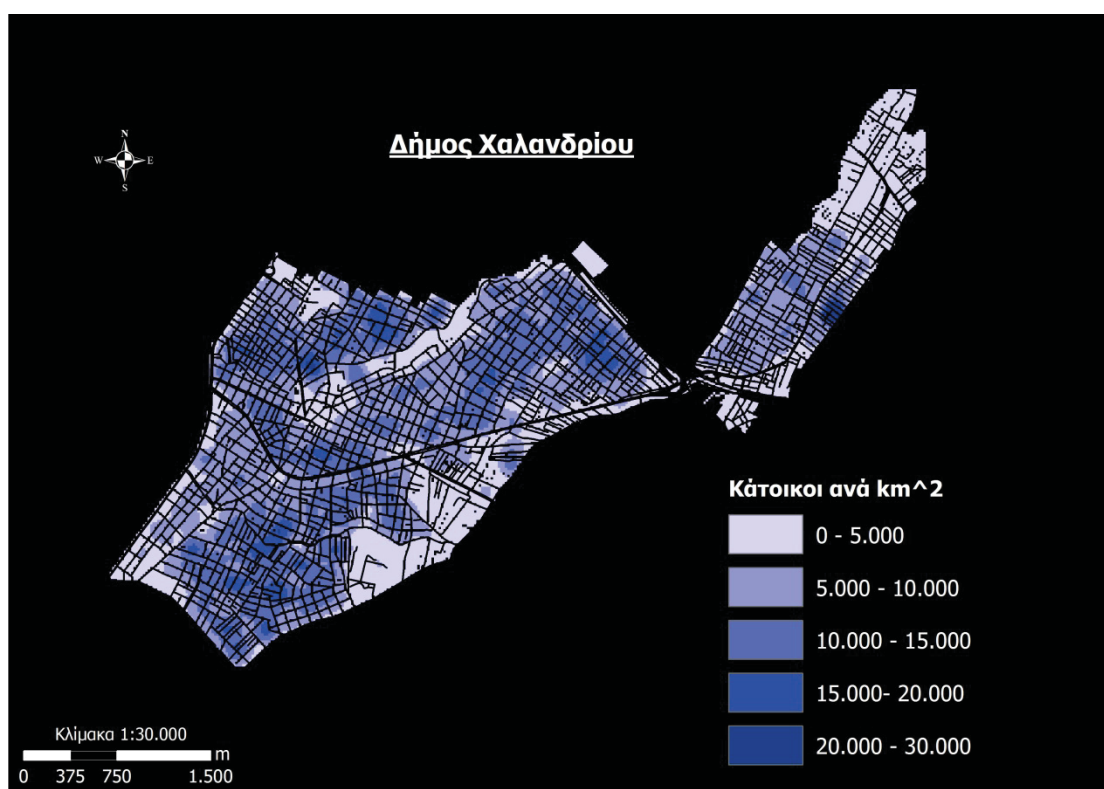 Δήμος Χαλανδρίου
N
W E
S
Κάτοικοι ανά km^2
0 - 5.000
5.000 - 10.000
10.000 - 15.000
15.000- 20.000
20.000 - 30.000
Κλίμακα 1:30.000
m
0 375 750 1.500